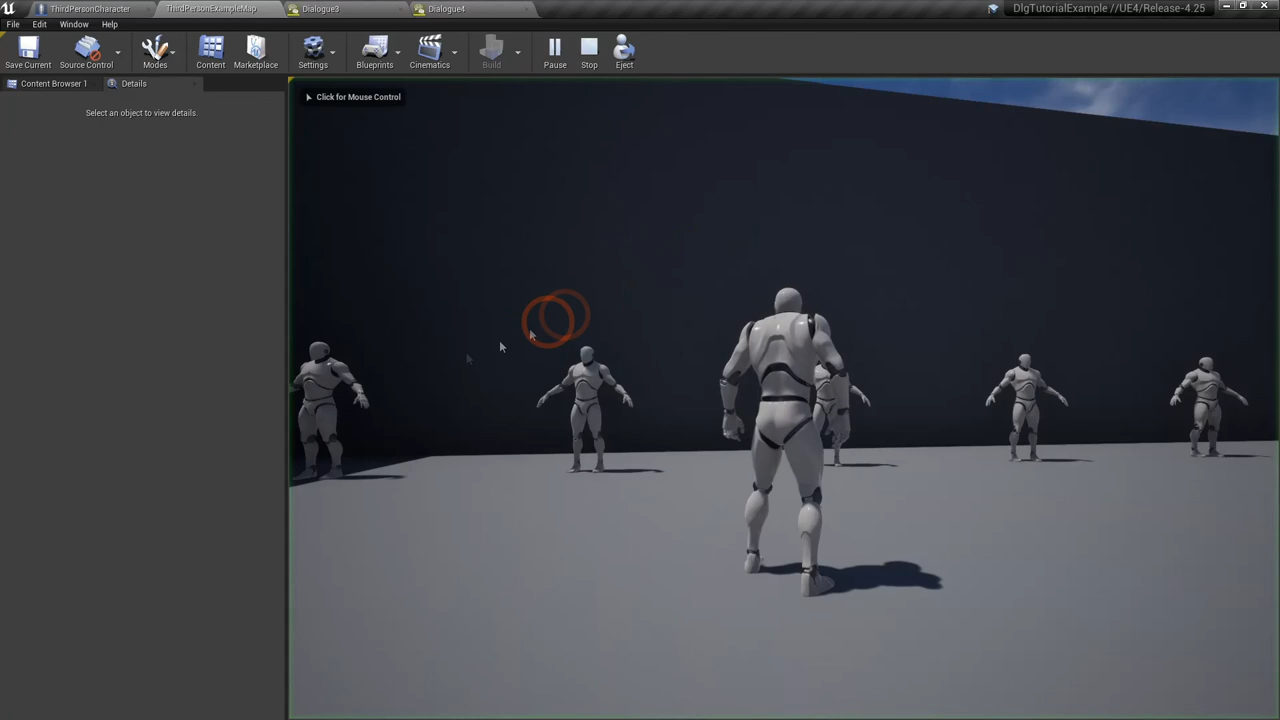 ThirdPersonCharacter
ThirdPersonExampleMap
Dialogue3
Dialogue4
DlgTutorialExample //UE4/Release-4.25
File Edit Window Help
Save Current
Source Control
Modes
Content
Marketplace
Settings
Blueprints
Cinematics
Build
Pause
Stop
Eject
Content Browser 1
Details
Select an object to view details.
Click for Mouse Control